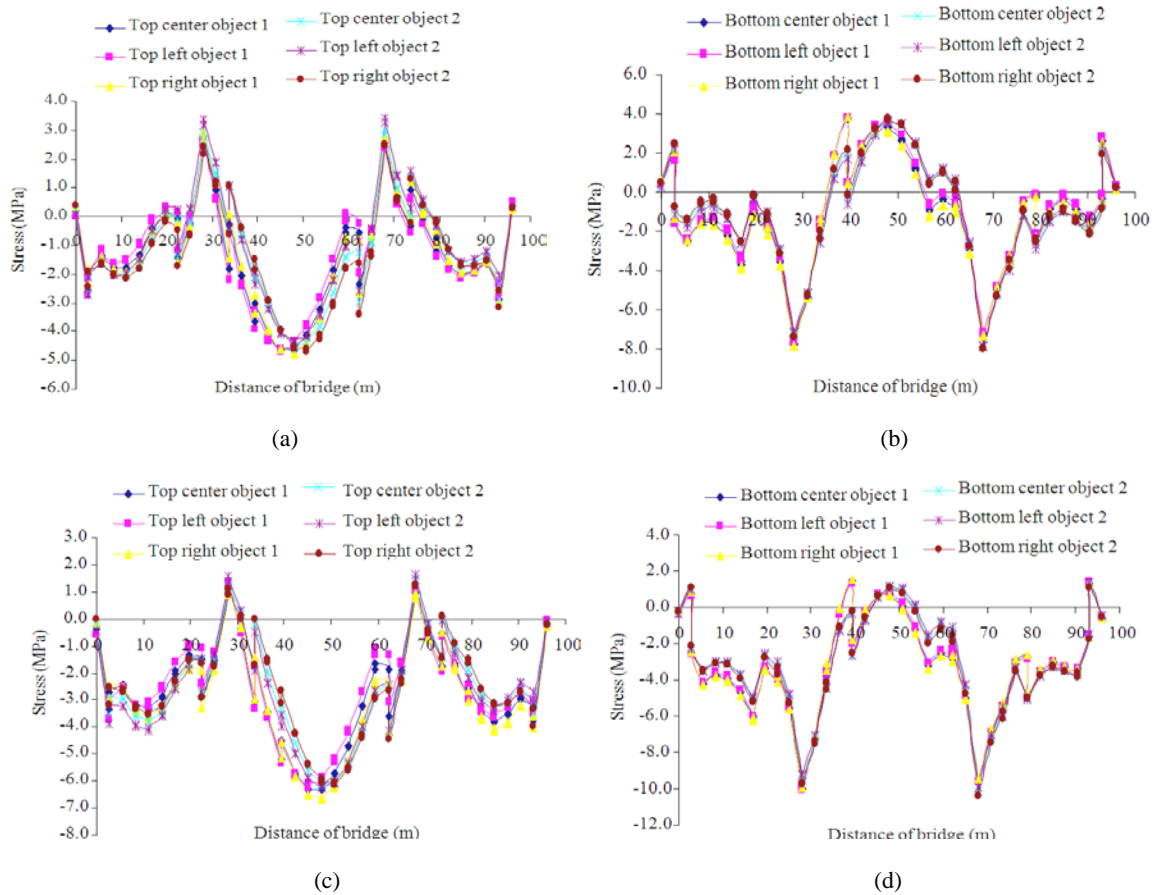 Top center object 1
Top center object 2
Top left object 1
Top left object 2
Top right object 1
Top right object 2
4.0
3.0
2.0
1.0
0.0
-1.0
-2.0
-3.0
-4.0
-5.0
-6.0
0 10 20 30 40 50 60 70 80 90 100
Stress (MPa)
Distance of bridge (m)
(a)
Bottom center object 1
Bottom center object 2
Bottom left object 1
Bottom left object 2
Bottom right object 1
Bottom right object 2
6.0
4.0
2.0
0.0
-2.0
-4.0
-6.0
-8.0
-10.0
0 10 20 30 40 50 60 70 80 90 100
Stress (MPa)
Distance of bridge (m)
(b)
Top center object 1
Top center object 2
Top left object 1
Top left object 2
Top right object 1
Top right object 2
3.0
2.0
1.0
0.0
-1.0
-2.0
-3.0
-4.0
-5.0
-6.0
-7.0
-8.0
0 10 20 30 40 50 60 70 80 90 100
Stress (MPa)
Distance of bridge (m)
(c)
Bottom center object 1
Bottom center object 2
Bottom left object 1
Bottom left object 2
Bottom right object 1
Bottom right object 2
4.0
2.0
0.0
-2.0
-4.0
-6.0
-8.0
-10.0
-12.0
0 10 20 30 40 50 60 70 80 90 100
Stress (MPa)
Distance of bridge (m)
(d)